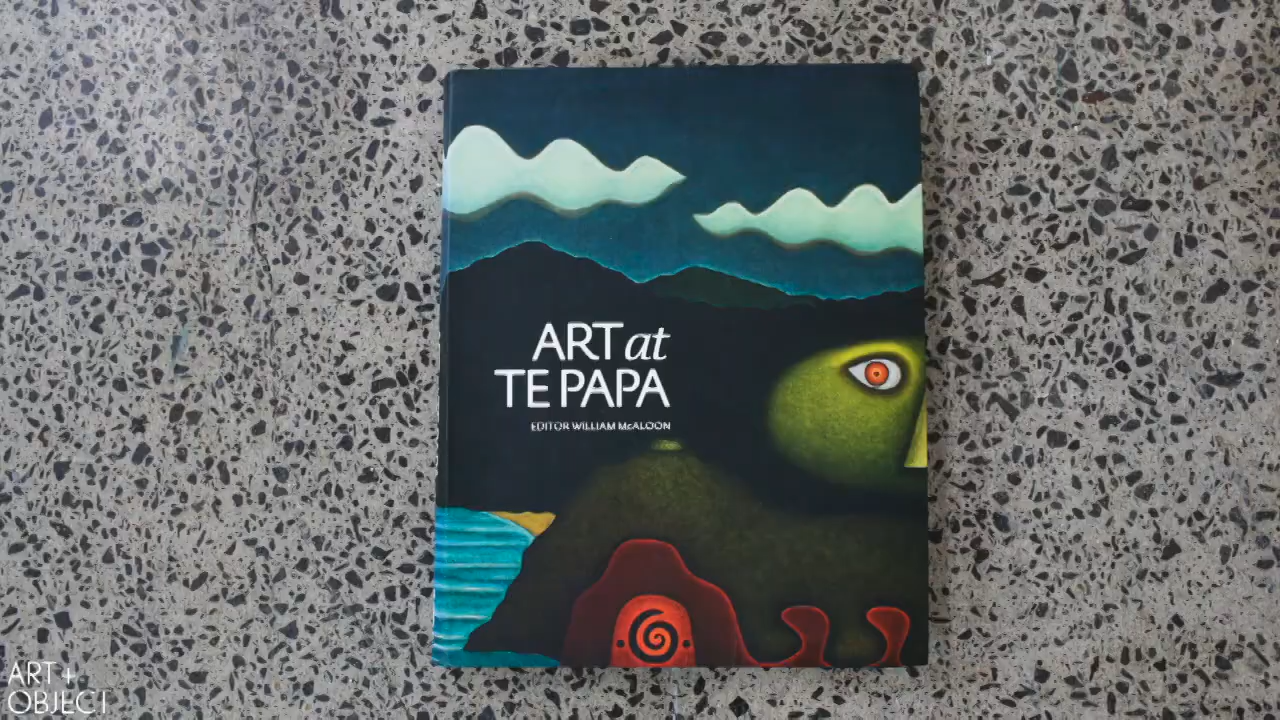 ART at
TE PAPA
EDITOR WILLIAM McALOON
ART +
OBJECT